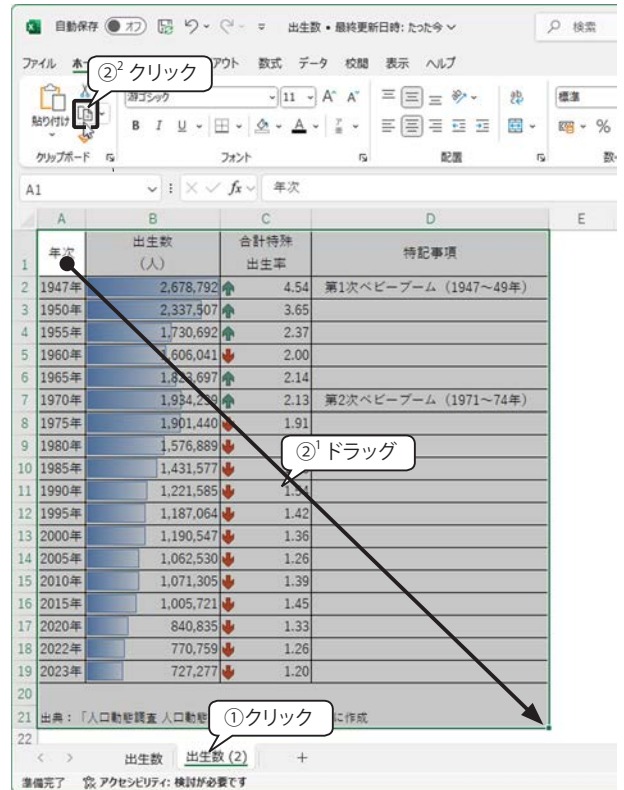 自動保存 オフ 出生数 • 最終更新日時: たった今 検索
ファイル ホ アウト 数式 データ 校閲 表示 ヘルプ
②² クリック
貼り付け 游ゴシック 11 A^ A˅ 標準
B I U A %
クリップボード フォント 配置 数
A1 fx 年次
A B C D E
1 年次 出生数 (人) 合計特殊 出生率 特記事項
2 1947年 2,678,792 4.54 第1次ベビーブーム (1947~49年)
3 1950年 2,337,507 3.65
4 1955年 1,730,692 2.37
5 1960年 1,606,041 2.00
6 1965年 1,823,697 2.14
7 1970年 1,934,239 2.13 第2次ベビーブーム (1971~74年)
8 1975年 1,901,440 1.91
9 1980年 1,576,889
②¹ ドラッグ
10 1985年 1,431,577
11 1990年 1,221,585 1.54
12 1995年 1,187,064 1.42
13 2000年 1,190,547 1.36
14 2005年 1,062,530 1.26
15 2010年 1,071,305 1.39
16 2015年 1,005,721 1.45
17 2020年 840,835 1.33
18 2022年 770,759 1.26
19 2023年 727,277 1.20
20
21 出典:「人口動態調査 人口動態 に作成
①クリック
22
< > 出生数 出生数 (2) +
準備完了 アクセシビリティ: 検討が必要です